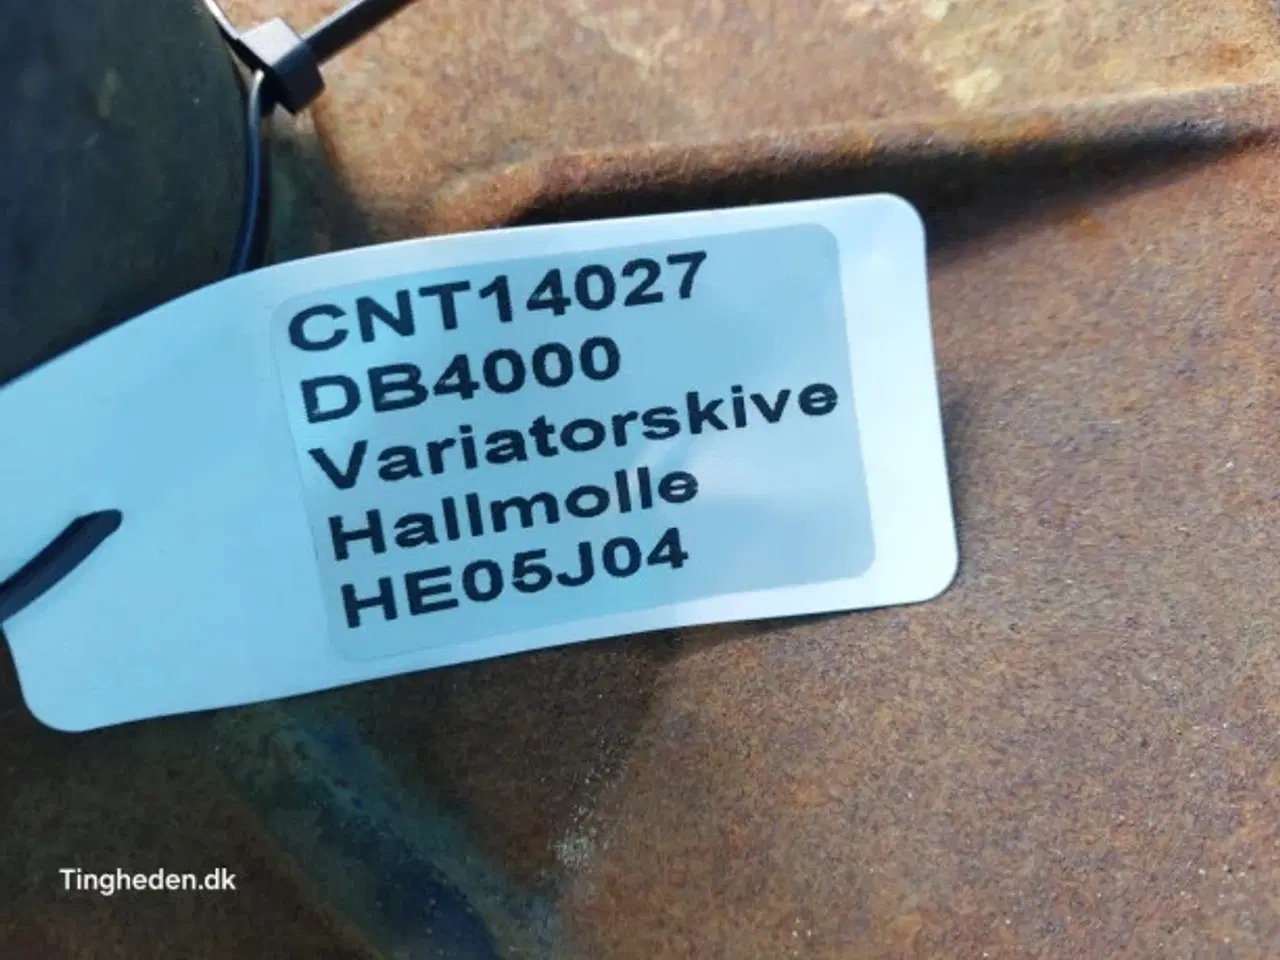 CNT14027
DB4000
Variatorskive
Hallmolle
HE05J04
Tingheden.dk